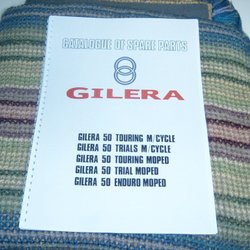 CATALOGUE OF SPARE PARTS
GILERA
GILERA 50 TOURING M/CYCLE
GILERA 50 TRIALS M/CYCLE
GILERA 50 TOURING MOPED
GILERA 50 TRIAL MOPED
GILERA 50 ENDURO MOPED